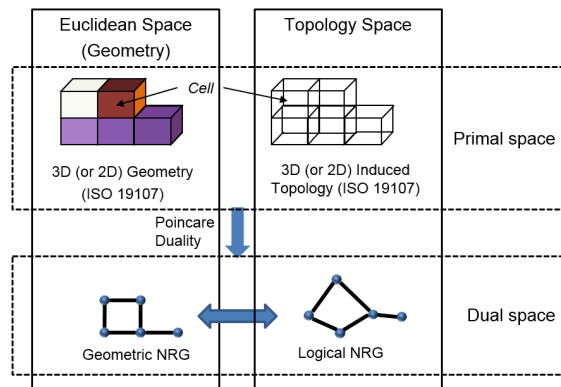 Euclidean Space
(Geometry)
Topology Space
Cell
3D (or 2D) Geometry
(ISO 19107)
3D (or 2D) Induced
Topology (ISO 19107)
Primal space
Poincare
Duality
Geometric NRG
Logical NRG
Dual space